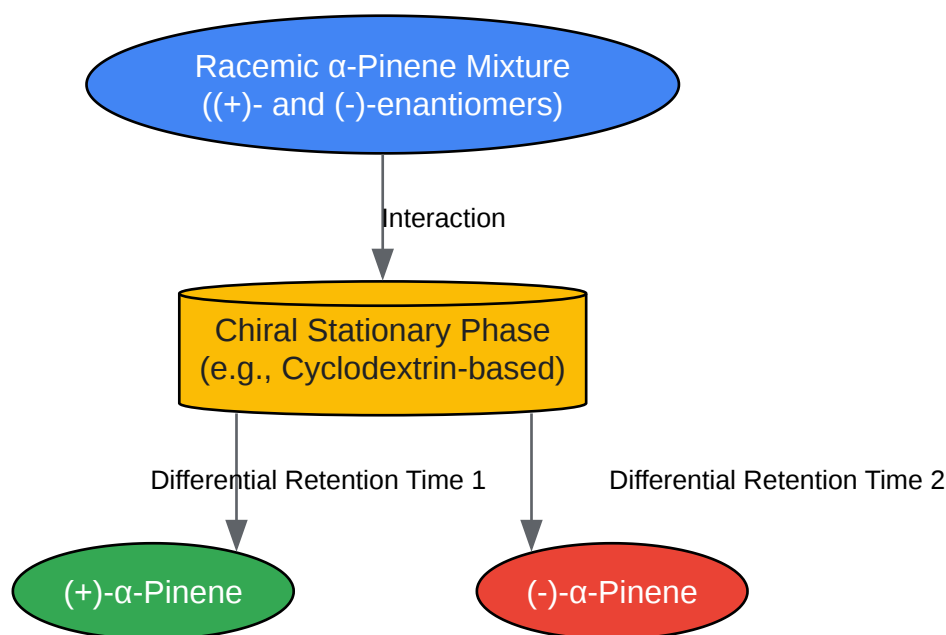 Racemic α-Pinene Mixture
((+)- and (-)-enantiomers)
Interaction
Chiral Stationary Phase
(e.g., Cyclodextrin-based)
Differential Retention Time 1
Differential Retention Time 2
(+)-α-Pinene
(-)-α-Pinene